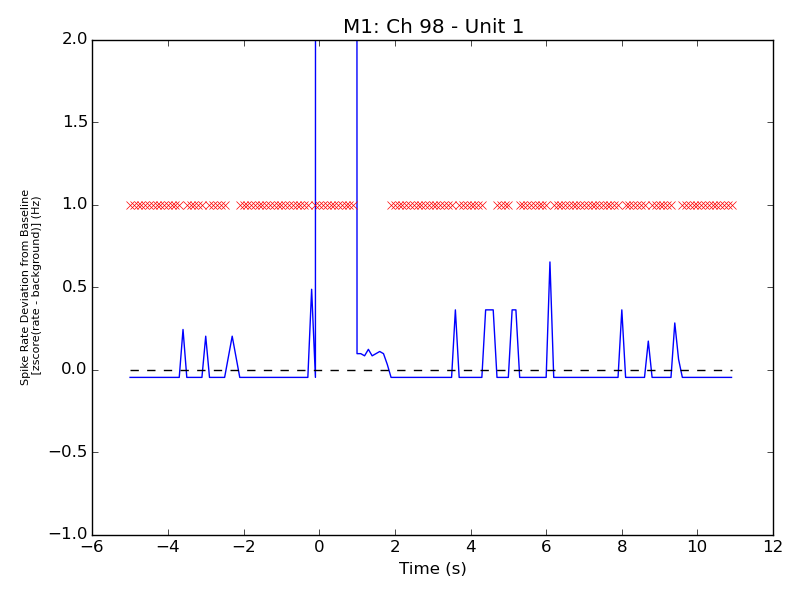 M1: Ch 98 - Unit 1
2.0
1.5
1.0
0.5
0.0
−0.5
−1.0
Spike Rate Deviation from Baseline
[zscore(rate - background)] (Hz)
−6 −4 −2 0 2 4 6 8 10 12
Time (s)